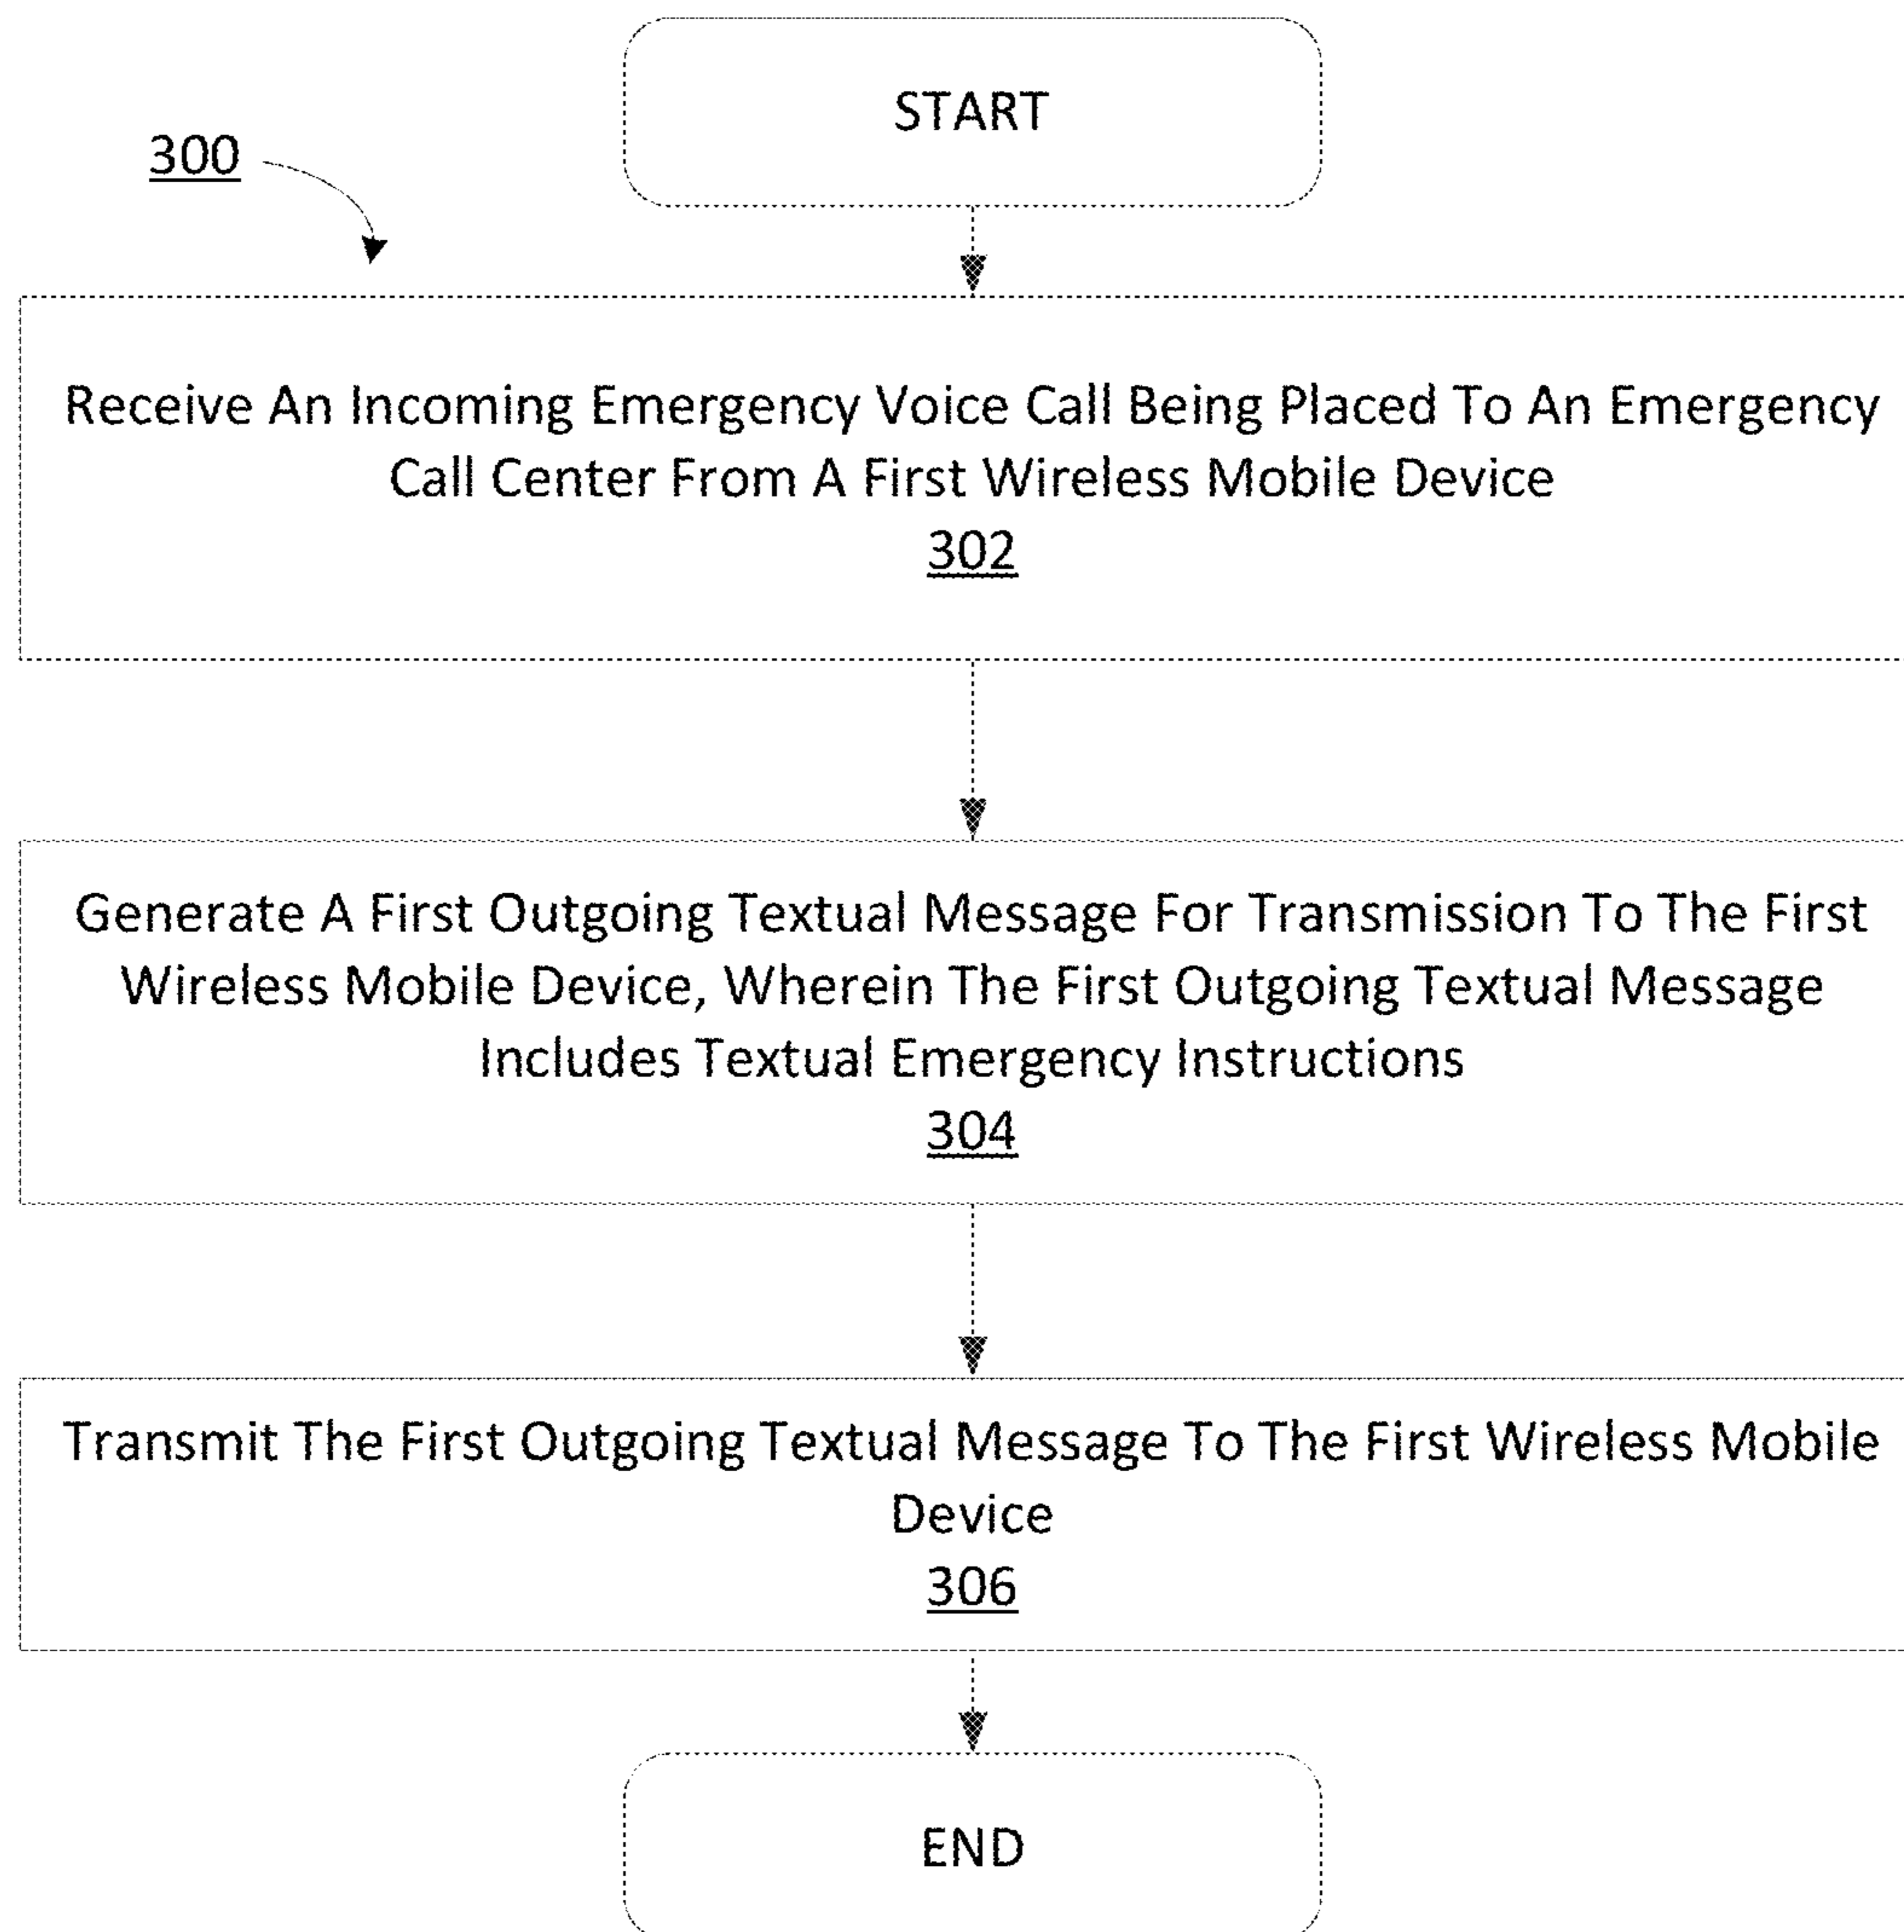 START
300
Receive An Incoming Emergency Voice Call Being Placed To An Emergency
Call Center From A First Wireless Mobile Device
302
Generate A First Outgoing Textual Message For Transmission To The First
Wireless Mobile Device, Wherein The First Outgoing Textual Message
Includes Textual Emergency Instructions
304
Transmit The First Outgoing Textual Message To The First Wireless Mobile
Device
306
END